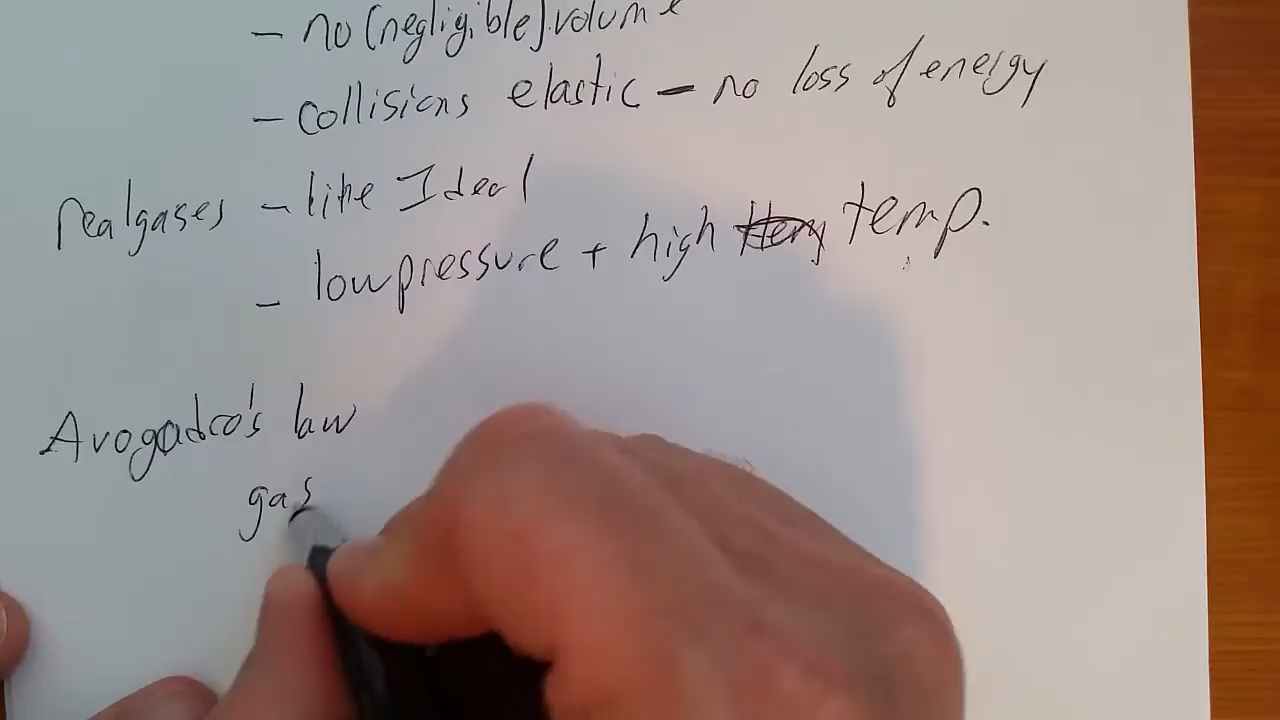 - no (negligible) volume
- collisions elastic - no loss of energy
real gases - like Ideal
- low pressure + high temp.
Avogadro's law
gas